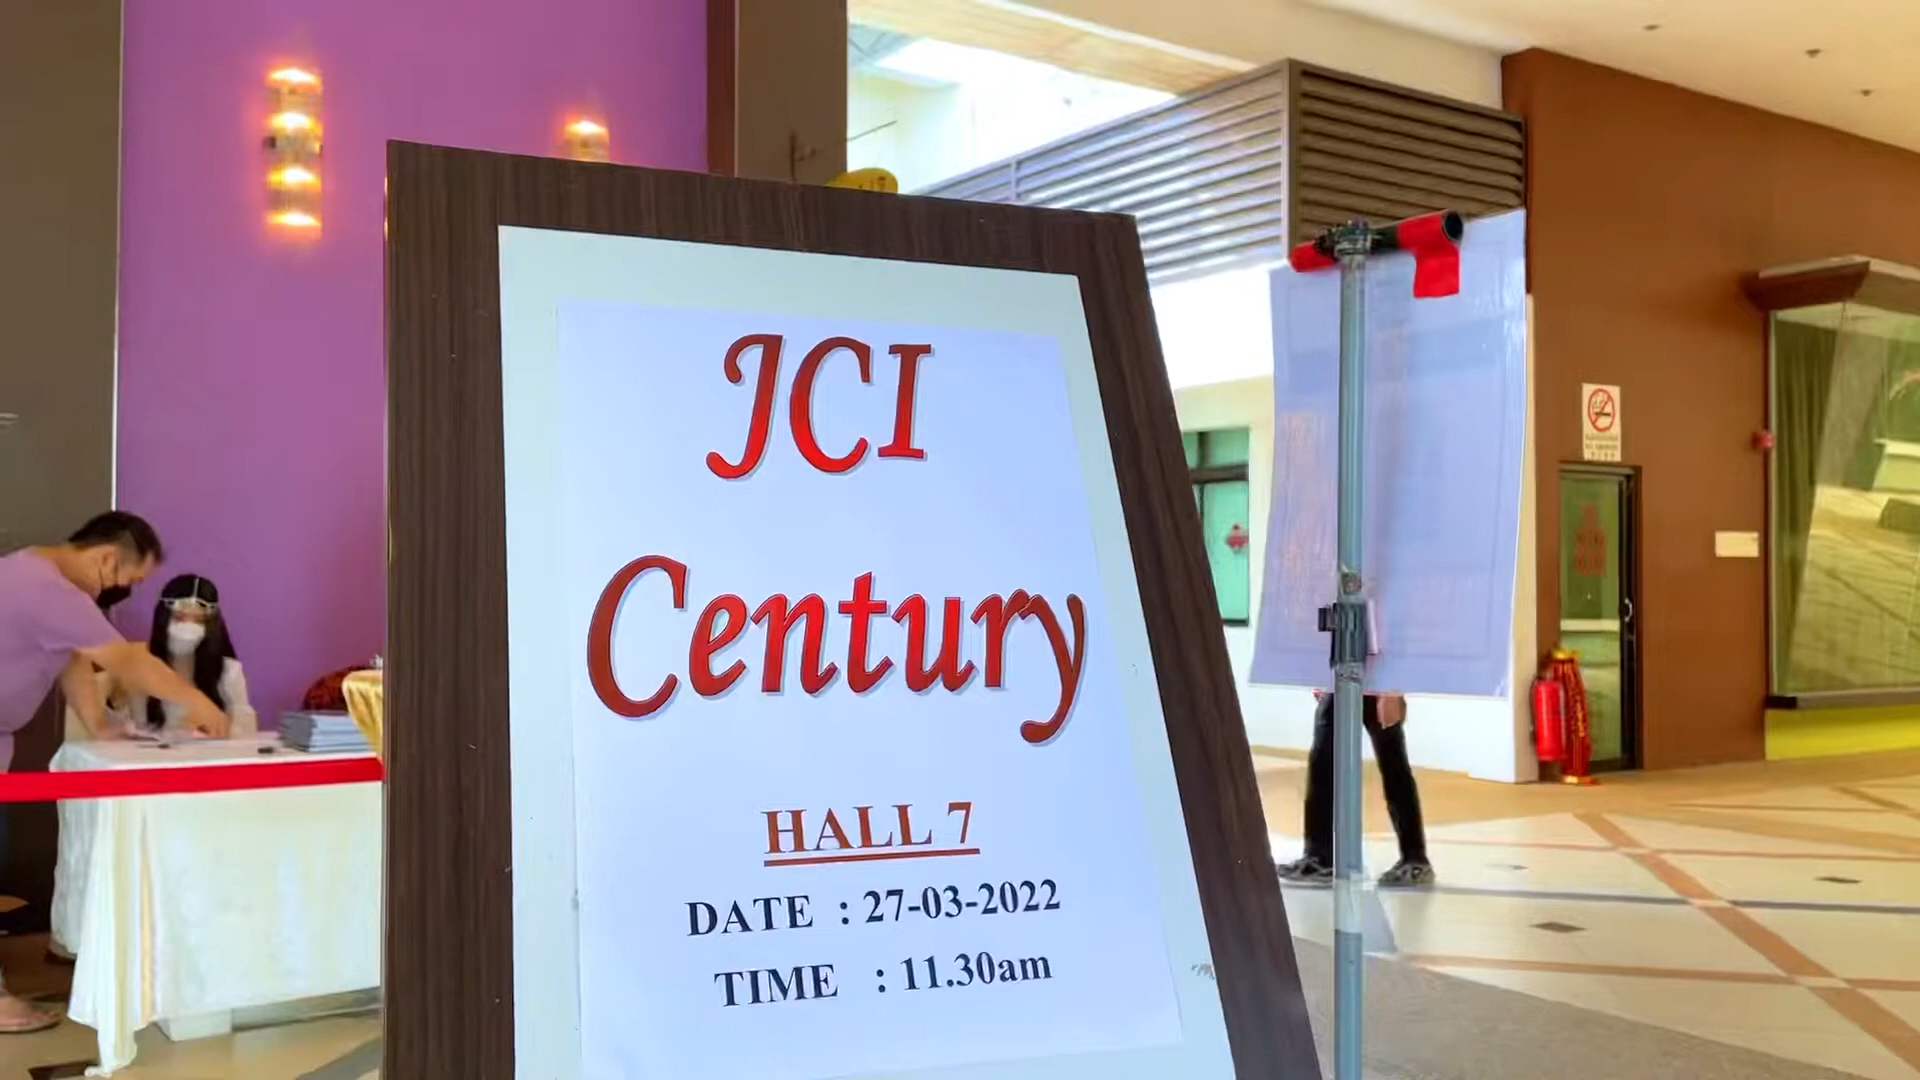 JCI
Century
HALL 7
DATE : 27-03-2022
TIME : 11.30am